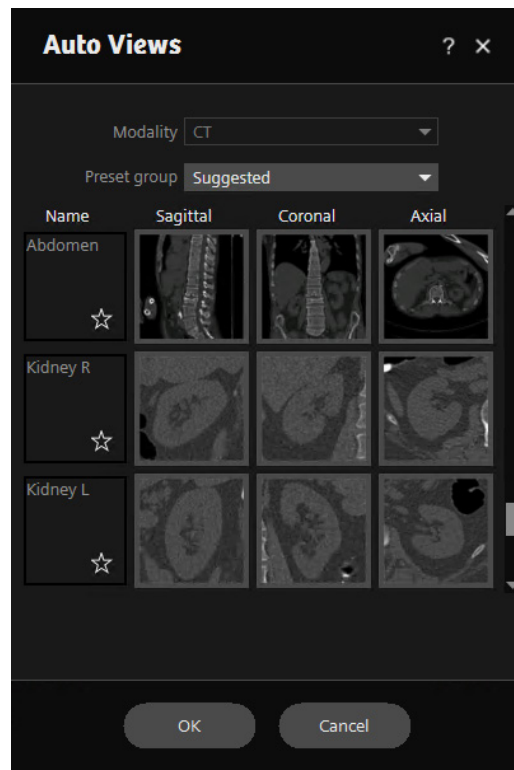 Auto Views ? ×
Modality CT
Preset group Suggested
Name Sagittal Coronal Axial
Abdomen
Kidney R
Kidney L
OK Cancel